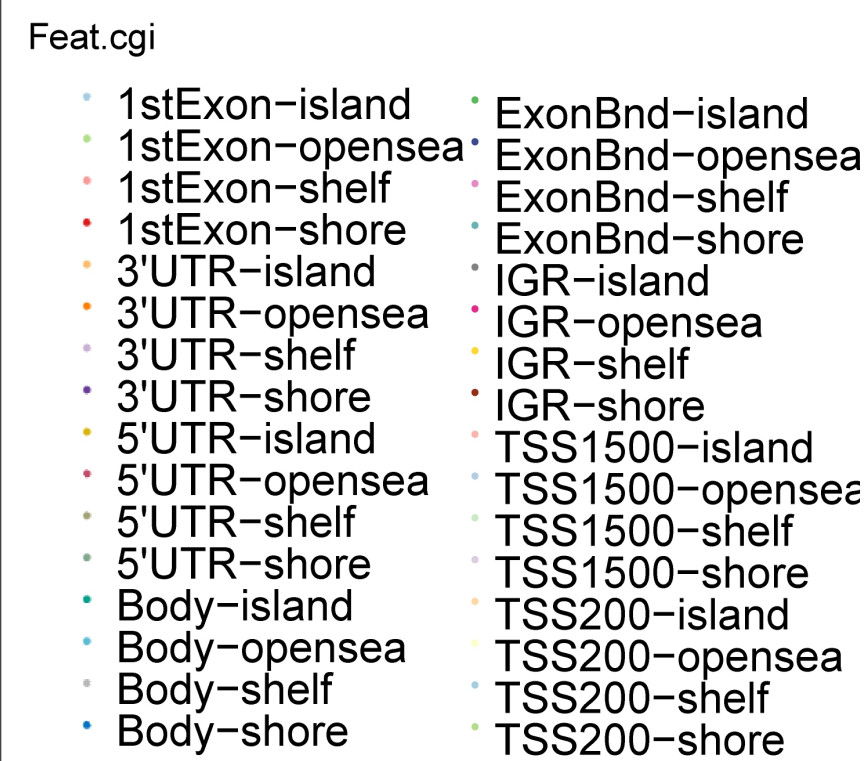 Feat.cgi
1stExon−island
1stExon−opensea
1stExon−shelf
1stExon−shore
3'UTR−island
3'UTR−opensea
3'UTR−shelf
3'UTR−shore
5'UTR−island
5'UTR−opensea
5'UTR−shelf
5'UTR−shore
Body−island
Body−opensea
Body−shelf
Body−shore
ExonBnd−island
ExonBnd−opensea
ExonBnd−shelf
ExonBnd−shore
IGR−island
IGR−opensea
IGR−shelf
IGR−shore
TSS1500−island
TSS1500−opensea
TSS1500−shelf
TSS1500−shore
TSS200−island
TSS200−opensea
TSS200−shelf
TSS200−shore